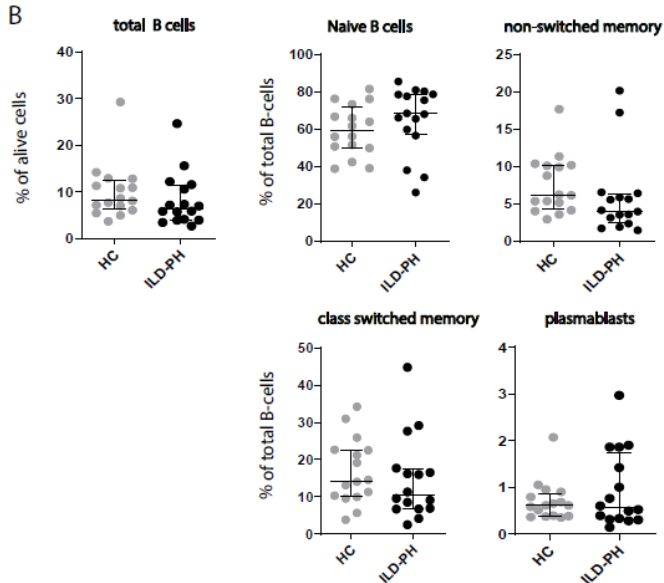 B
total B cells
% of alive cells
40
30
20
10
0
HC
ILD-PH
Naive B cells
% of total B-cells
100
80
60
40
20
0
HC
ILD-PH
non-switched memory
25
20
15
10
5
0
HC
ILD-PH
class switched memory
% of total B-cells
50
40
30
20
10
0
HC
ILD-PH
plasmablasts
4
3
2
1
0
HC
ILD-PH